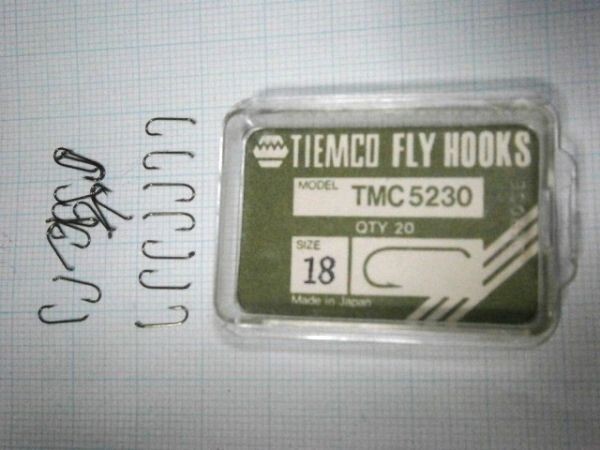 TIEMCO FLY HOOKS
MODEL TMC 5230
QTY 20
SIZE
18
Made in Japan